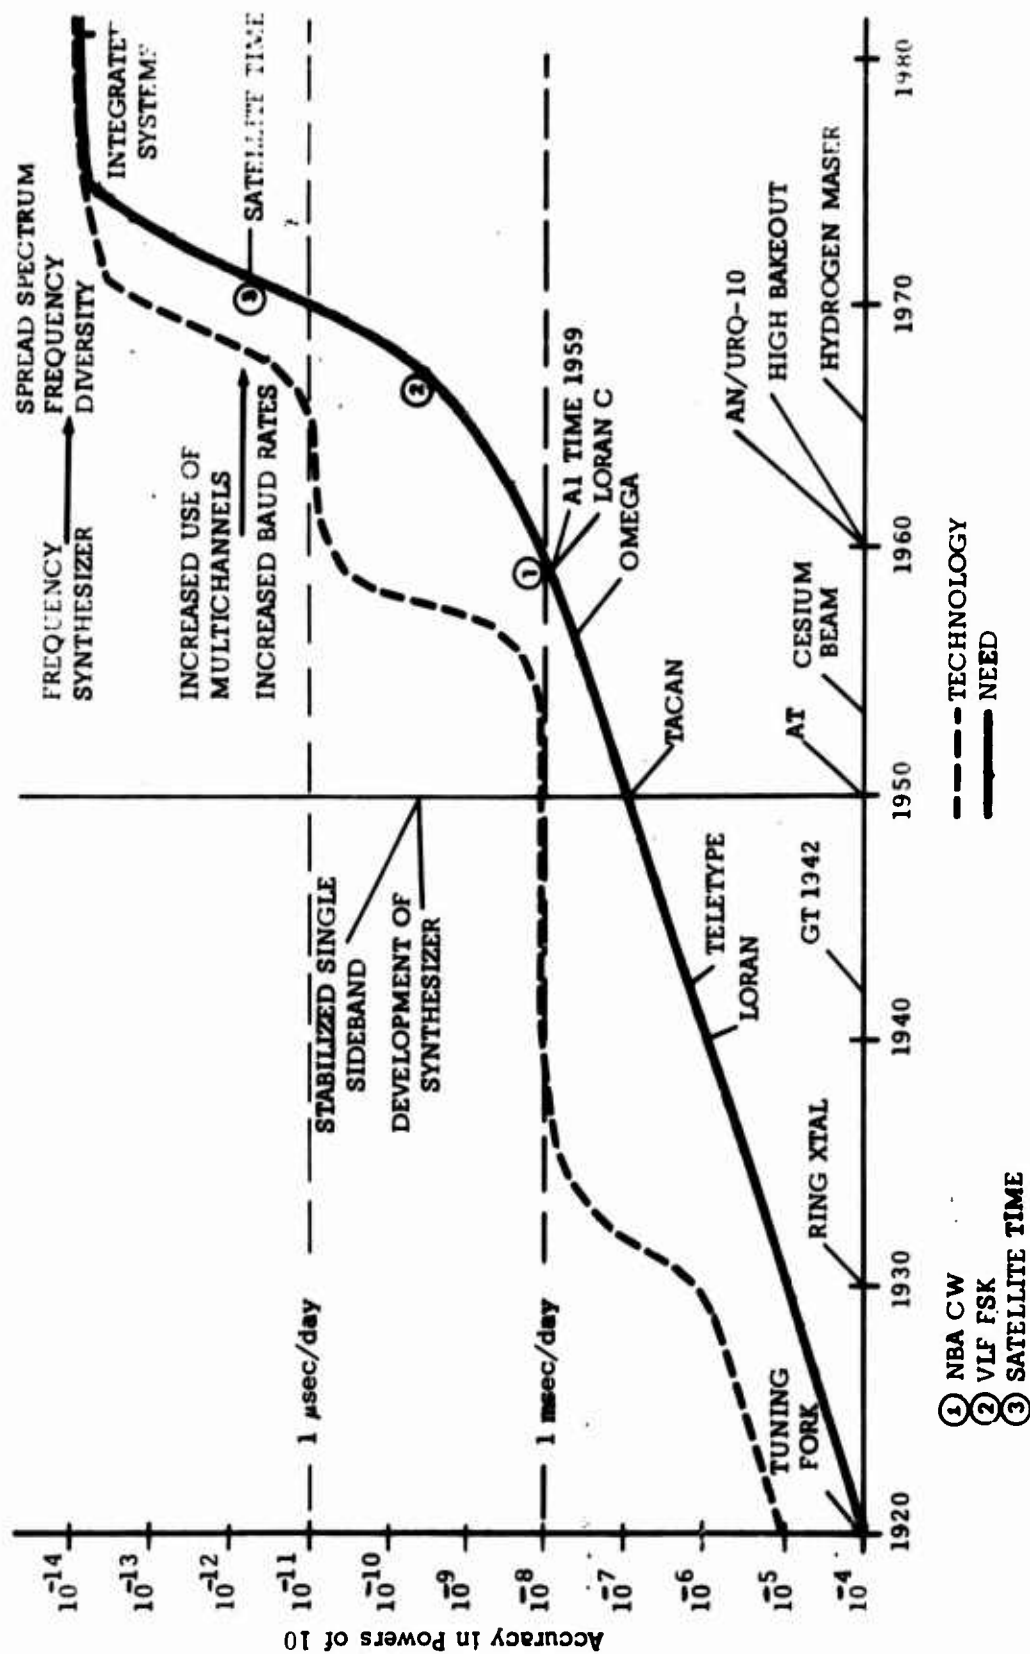 SPREAD SPECTRUM
FREQUENCY
DIVERSITY
FREQUENCY
SYNTHESIZER
INCREASED USE OF
MULTICHANNELS
INCREASED BAUD RATES
INTEGRATE
SYSTEMS
SATELLITE TIME
3
2
1
1 μsec/day
1 msec/day
STABILIZED SINGLE
SIDEBAND
DEVELOPMENT OF
SYNTHESIZER
A1 TIME 1959
LORAN C
OMEGA
TACAN
TELETYPE
LORAN
TUNING
FORK
RING XTAL
GT 1342
AT
CESIUM
BEAM
AN/URQ-10
HIGH BAKEOUT
HYDROGEN MASER
Accuracy in Powers of 10
10-14
10-13
10-12
10-11
10-10
10-9
10-8
10-7
10-6
10-5
10-4
1920
1930
1940
1950
1960
1970
1980
1 NBA CW
2 VLF FSK
3 SATELLITE TIME
TECHNOLOGY
NEED